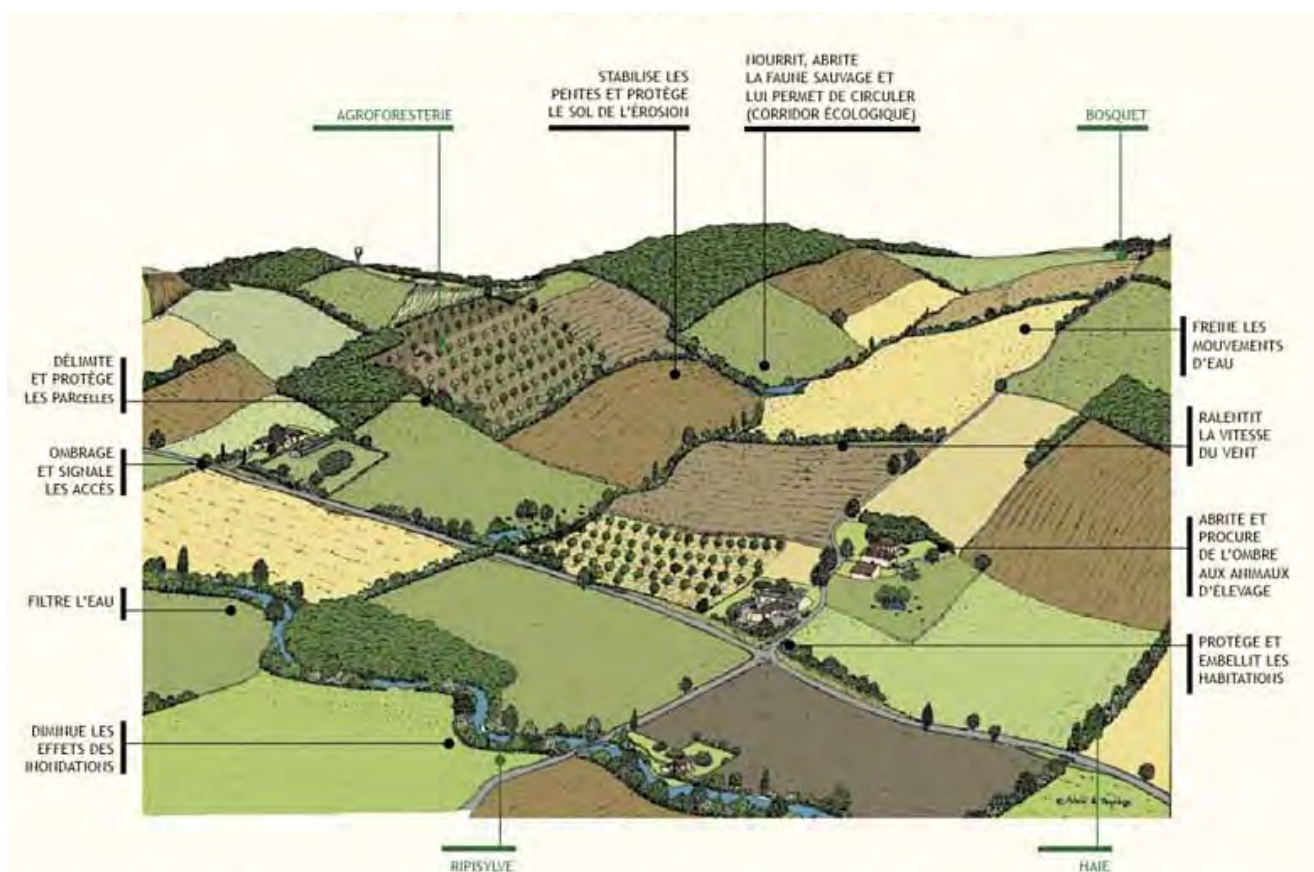 NOURRIT, ABRITE
LA FAUNE SAUVAGE ET
LUI PERMET DE CIRCULER
(CORRIDOR ÉCOLOGIQUE)
STABILISE LES
PENTES ET PROTÈGE
LE SOL DE L'ÉROSION
AGROFORESTERIE
BOSQUET
DÉLIMITE
ET PROTÈGE
LES PARCELLES
FREINE LES
MOUVEMENTS
D'EAU
OMBRAGE
ET SIGNALE
LES ACCÈS
RALENTIT
LA VITESSE
DU VENT
ABRITE ET
PROCURE
DE L'OMBRE
AUX ANIMAUX
D'ÉLEVAGE
FILTRE L'EAU
PROTÈGE ET
EMBELLIT LES
HABITATIONS
DIMINUE LES
EFFETS DES
INONDATIONS
RIPISYLVE
HAIE